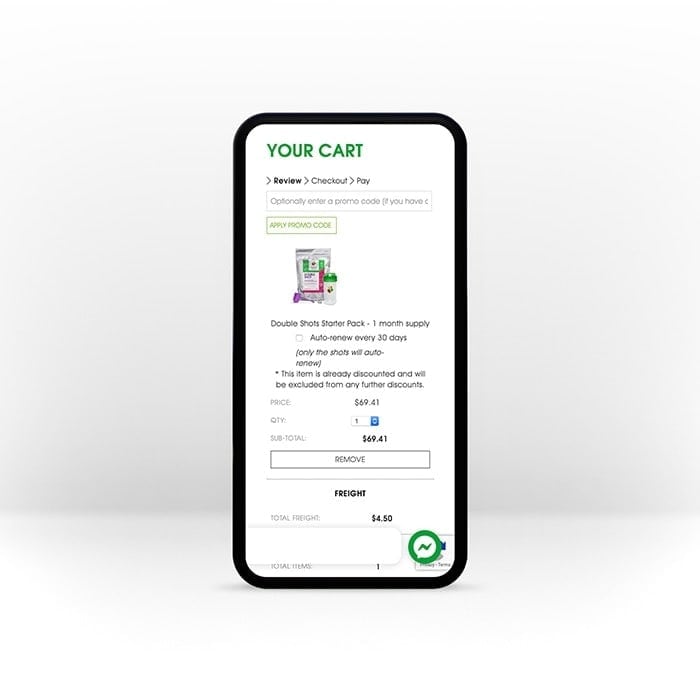 YOUR CART
Review Checkout Pay
Optionally enter a promo code (if you have
APPLY PROMO CODE
Double Shots Starter Pack - 1 month supply
Auto-renew every 30 days
(only the shots will auto-
renew)
* This item is already discounted and will
be excluded from any further discounts.
PRICE: $69.41
QTY: 1
SUB-TOTAL: $69.41
REMOVE
FREIGHT
TOTAL FREIGHT: $4.50
Privacy - Terms
TOTAL ITEMS: 1